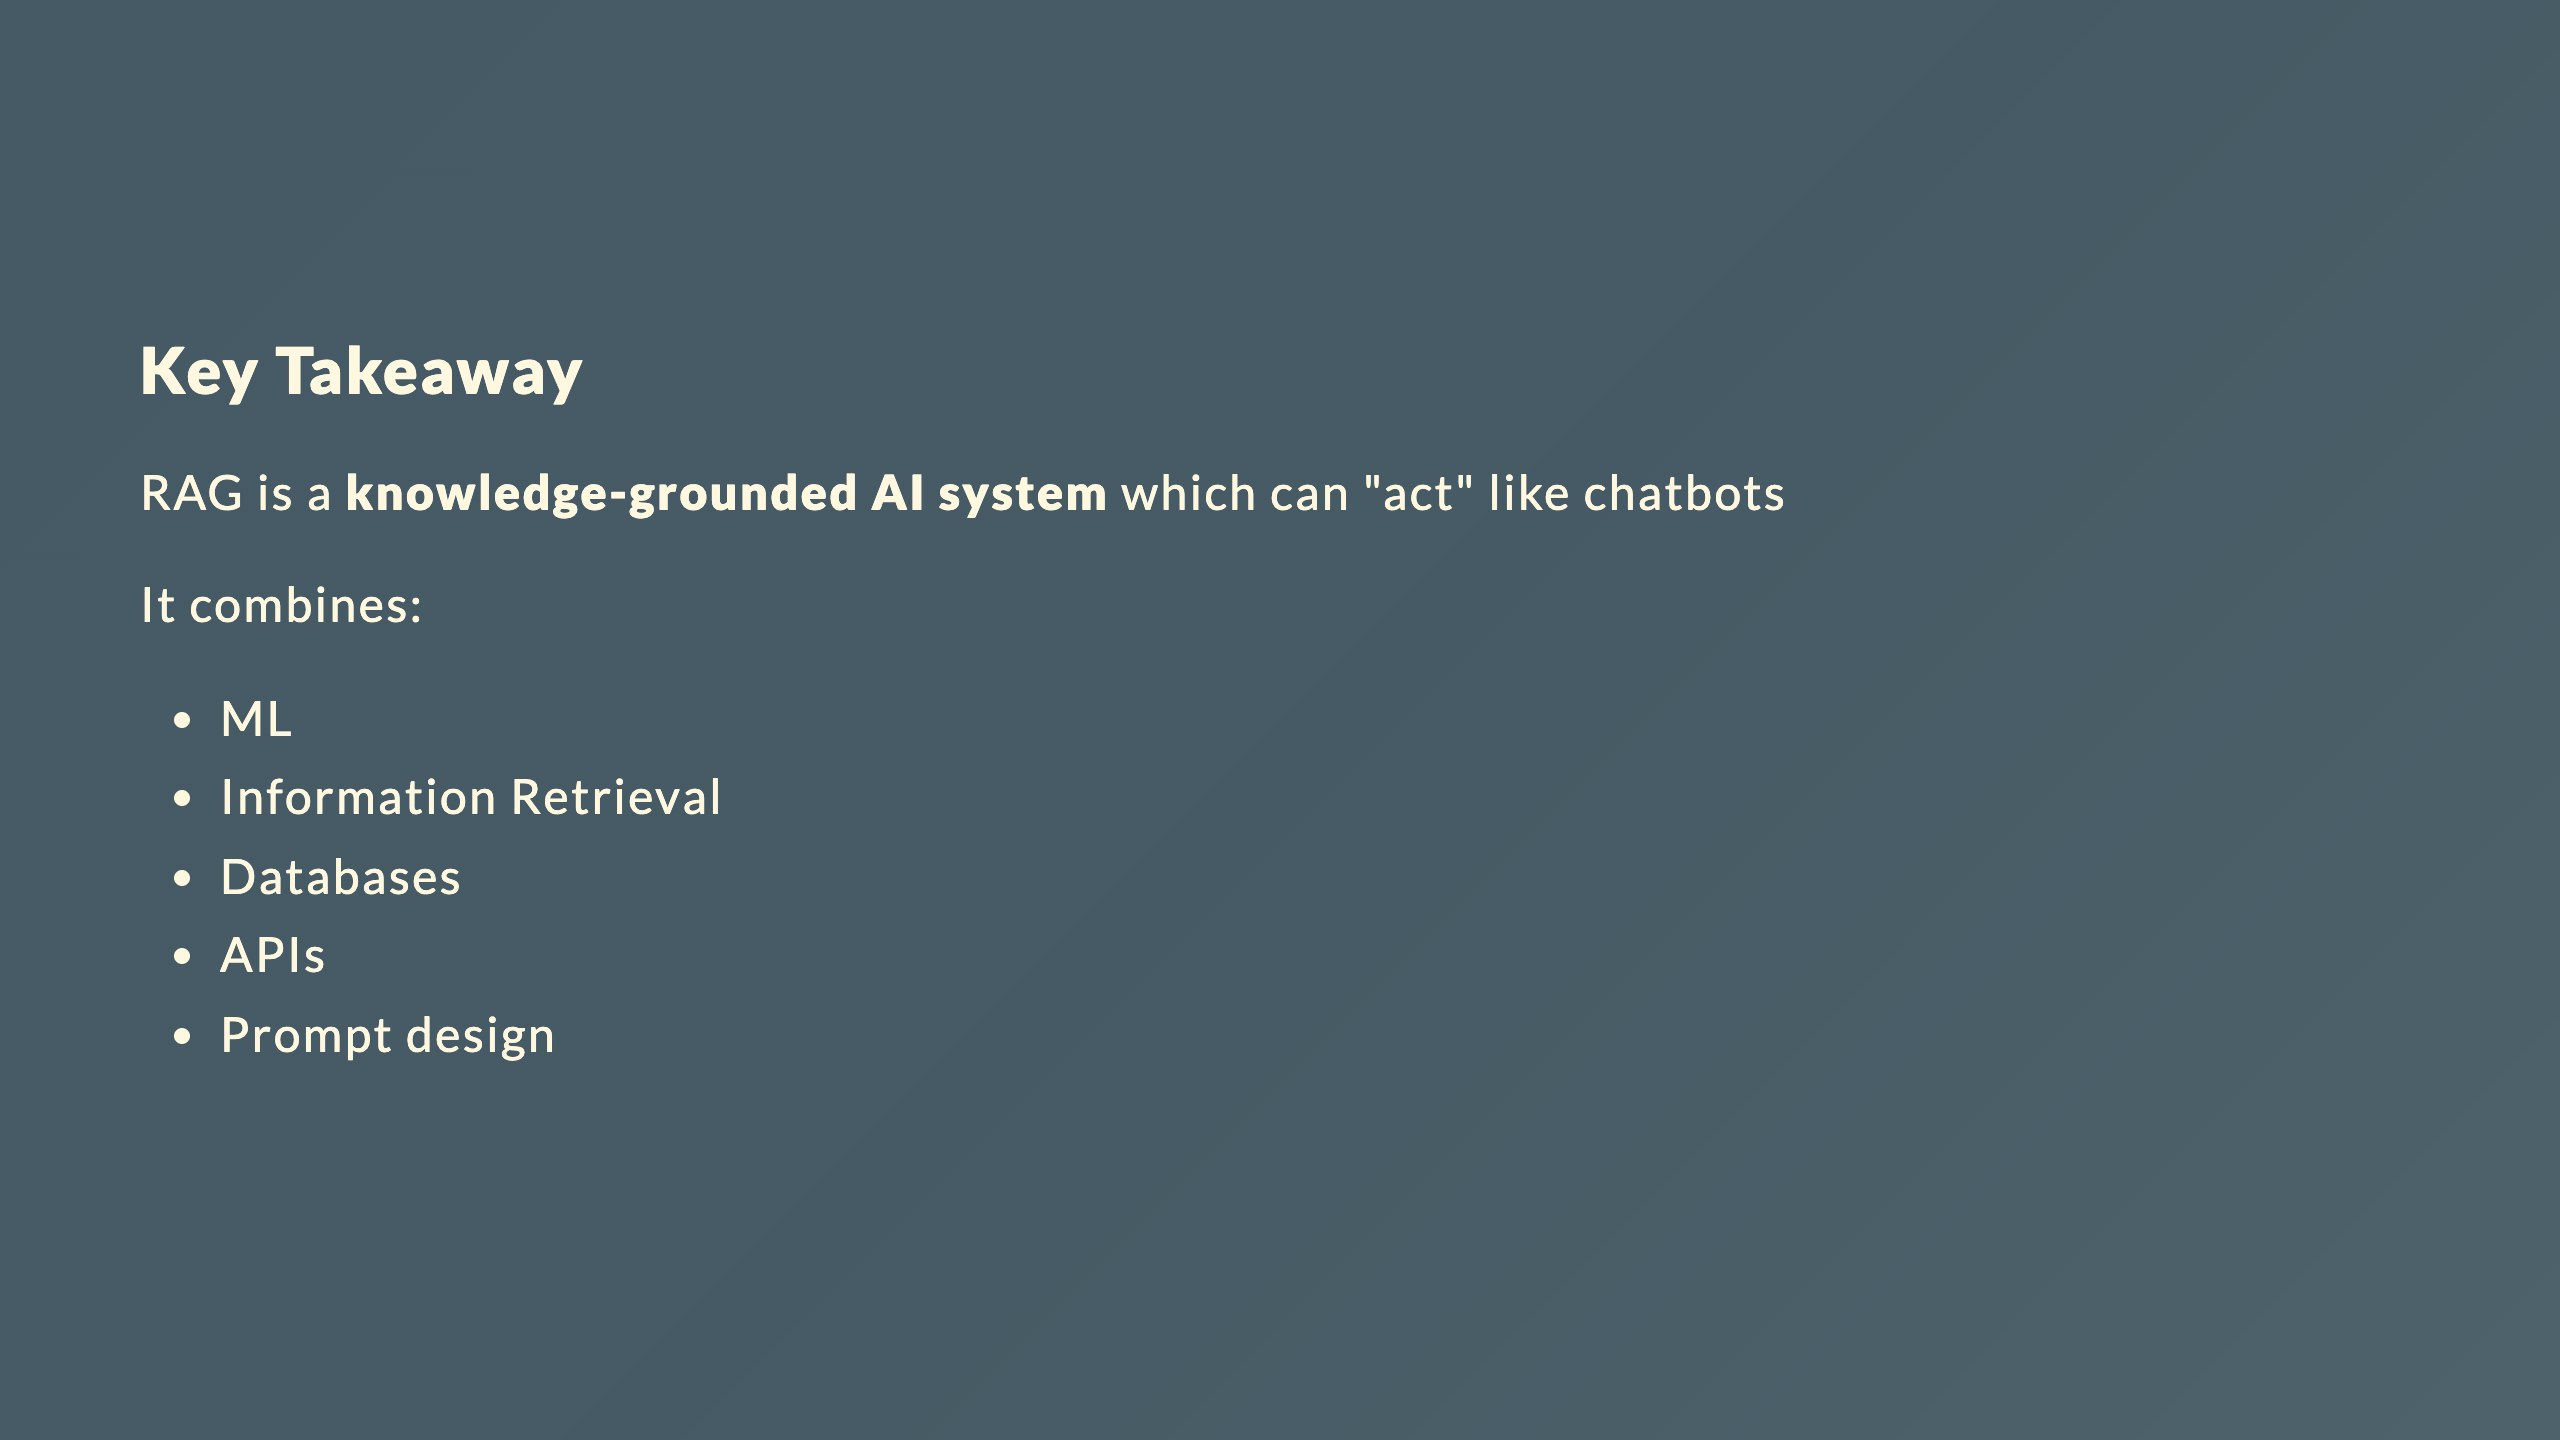 Key Takeaway
RAG is a knowledge-grounded AI system which can "act" like chatbots
It combines:
• ML
• Information Retrieval
• Databases
• APIs
• Prompt design